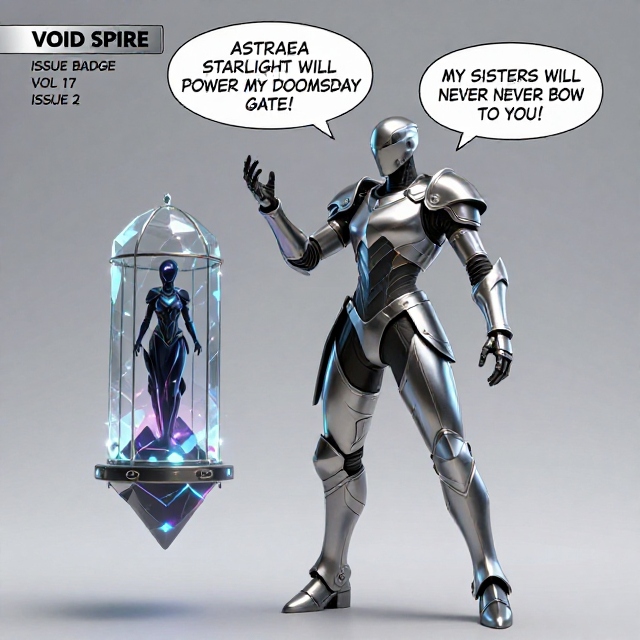 VOID SPIRE
ISSUE BADGE
VOL 17
ISSUE 2
ASTRAEA
STARLIGHT WILL
POWER MY DOOMSDAY
GATE!
MY SISTERS WILL
NEVER NEVER BOW
TO YOU!